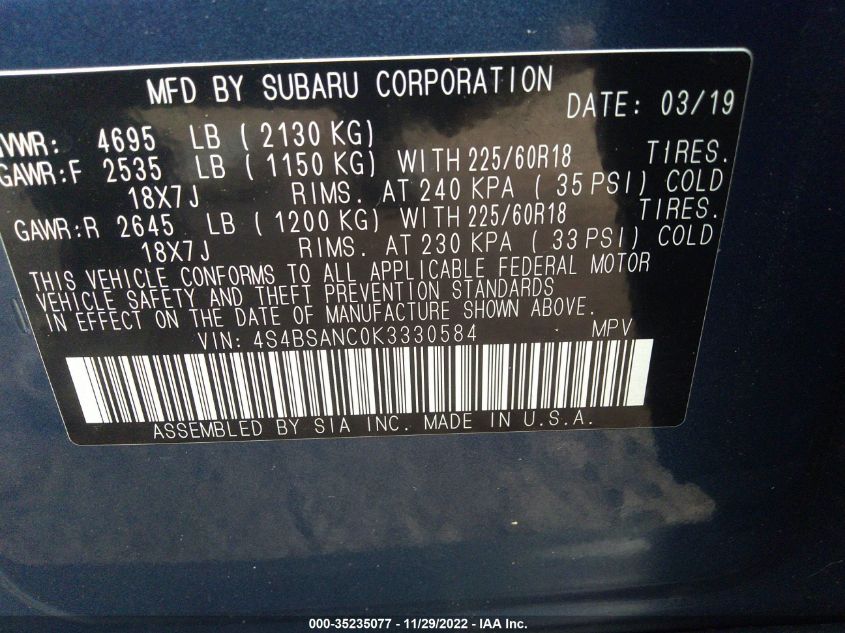 MFD BY SUBARU CORPORATION
DATE: 03/19
VWR: 4695 LB ( 2130 KG)
GAWR:F 2535 LB ( 1150 KG) WITH 225/60R18 TIRES.
18X7J RIMS. AT 240 KPA ( 35 PSI) COLD
GAWR:R 2645 LB ( 1200 KG) WITH 225/60R18 TIRES.
18X7J RIMS. AT 230 KPA ( 33 PSI) COLD
THIS VEHICLE CONFORMS TO ALL APPLICABLE FEDERAL MOTOR
VEHICLE SAFETY AND THEFT PREVENTION STANDARDS
IN EFFECT ON THE DATE OF MANUFACTURE SHOWN ABOVE.
VIN: 4S4BSANC0K3330584 MPV
ASSEMBLED BY SIA INC. MADE IN U.S.A.
000-35235077 - 11/29/2022 - IAA Inc.